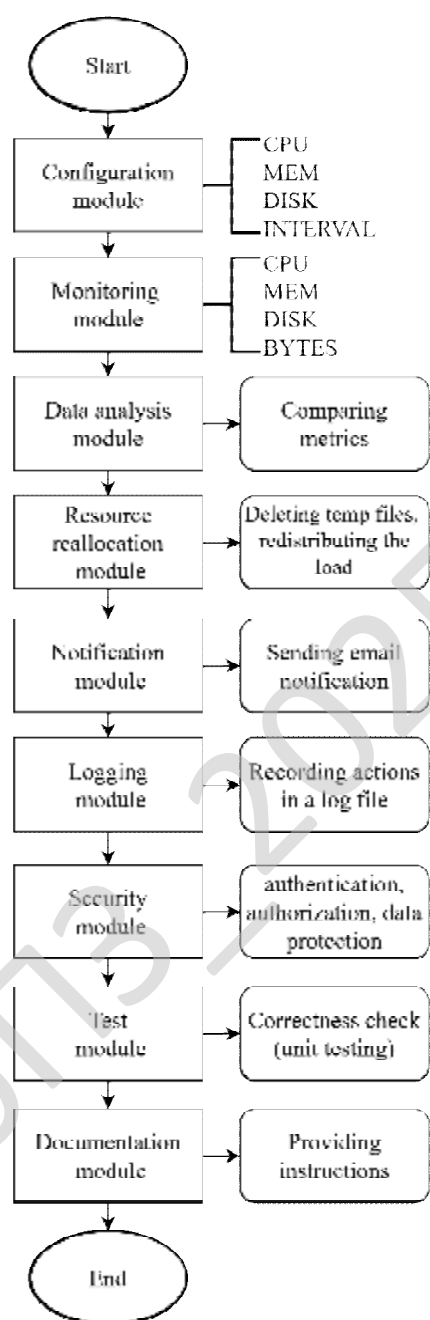 Start
Configuration
module
CPU
MEM
DISK
INTERVAL
Monitoring
module
CPU
MEM
DISK
BYTES
Data analysis
module
Comparing
metrics
Resource
reallocation
module
Deleting temp files,
redistributing the
load
Notification
module
Sending email
notification
Logging
module
Recording actions
in a log file
Security
module
authentication,
authorization, data
protection
Test
module
Correctness check
(unit testing)
Documentation
module
Providing
instructions
End